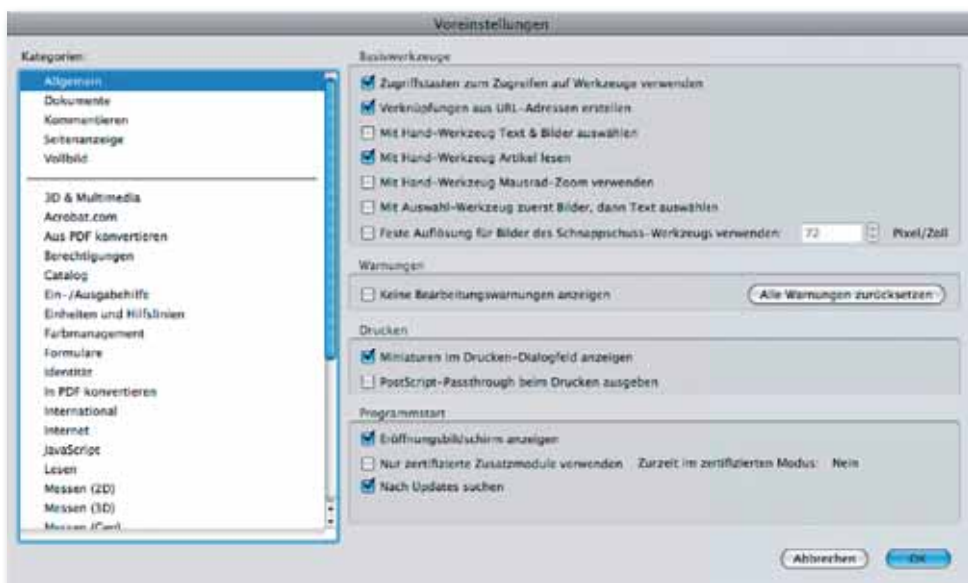 Voreinstellungen
Kategorien:
Allgemein
Dokumente
Kommentieren
Seitenanzeige
Vollbild
3D & Multimedia
Acrobat.com
Aus PDF konvertieren
Berechtigungen
Catalog
Ein-/Ausgabehilfe
Einheiten und Hilfslinien
Farbmanagement
Formulare
Identität
In PDF konvertieren
International
Internet
JavaScript
Lesen
Messen (2D)
Messen (3D)
Messen (Geo)
Basiswerkzeuge
Zugriffstasten zum Zugreifen auf Werkzeuge verwenden
Verknüpfungen aus URL-Adressen erstellen
Mit Hand-Werkzeug Text & Bilder auswählen
Mit Hand-Werkzeug Artikel lesen
Mit Hand-Werkzeug Mausrad-Zoom verwenden
Mit Auswahl-Werkzeug zuerst Bilder, dann Text auswählen
Feste Auflösung für Bilder des Schnappschuss-Werkzeugs verwenden: 72 Pixel/Zoll
Warnungen
Keine Bearbeitungswarnungen anzeigen Alle Warnungen zurücksetzen
Drucken
Miniaturen im Drucken-Dialogfeld anzeigen
PostScript-Passthrough beim Drucken ausgeben
Programmstart
Eröffnungsbildschirm anzeigen
Nur zertifizierte Zusatzmodule verwenden Zurzeit im zertifizierten Modus: Nein
Nach Updates suchen
Abbrechen OK